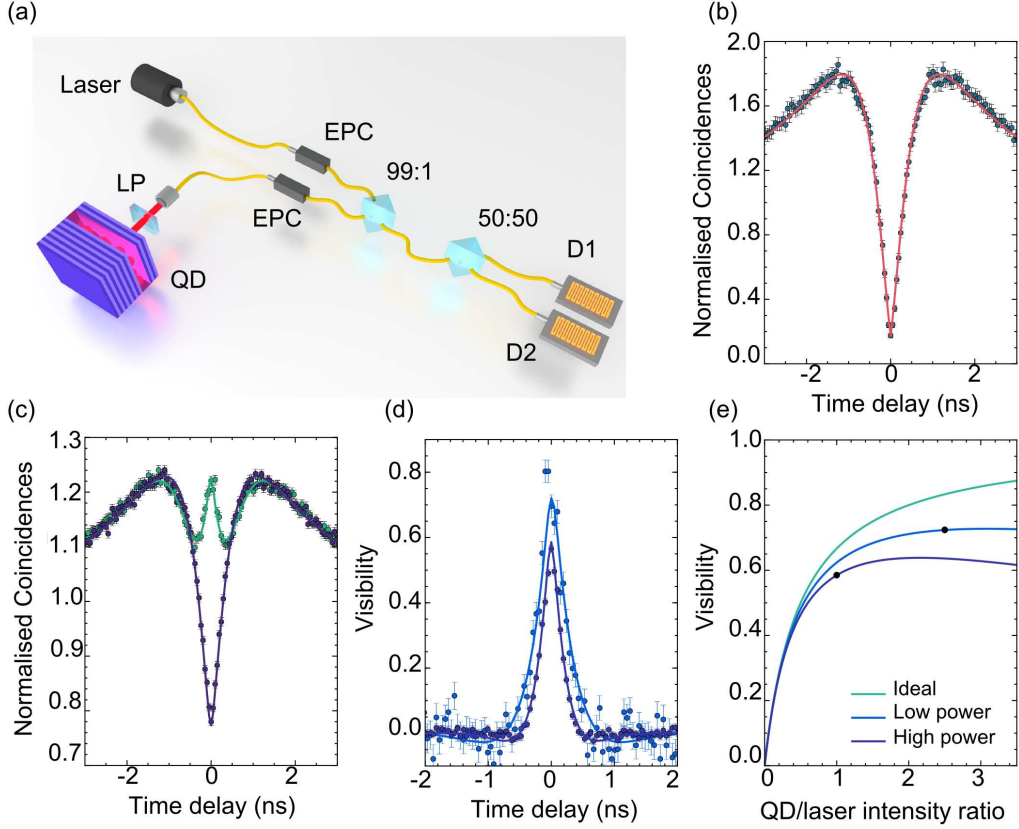 (a)
Laser
EPC
99:1
LP
EPC
50:50
D1
QD
D2
(b)
2.0
1.6
1.2
0.8
0.4
0.0
-2
0
2
Normalised Coincidences
Time delay (ns)
(c)
1.3
1.2
1.1
1.0
0.9
0.8
0.7
-2
0
2
Normalised Coincidences
Time delay (ns)
(d)
0.8
0.6
0.4
0.2
0.0
-2
-1
0
1
2
Visibility
Time delay (ns)
(e)
1.0
0.8
0.6
0.4
0.2
0.0
0
1
2
3
Visibility
QD/laser intensity ratio
Ideal
Low power
High power